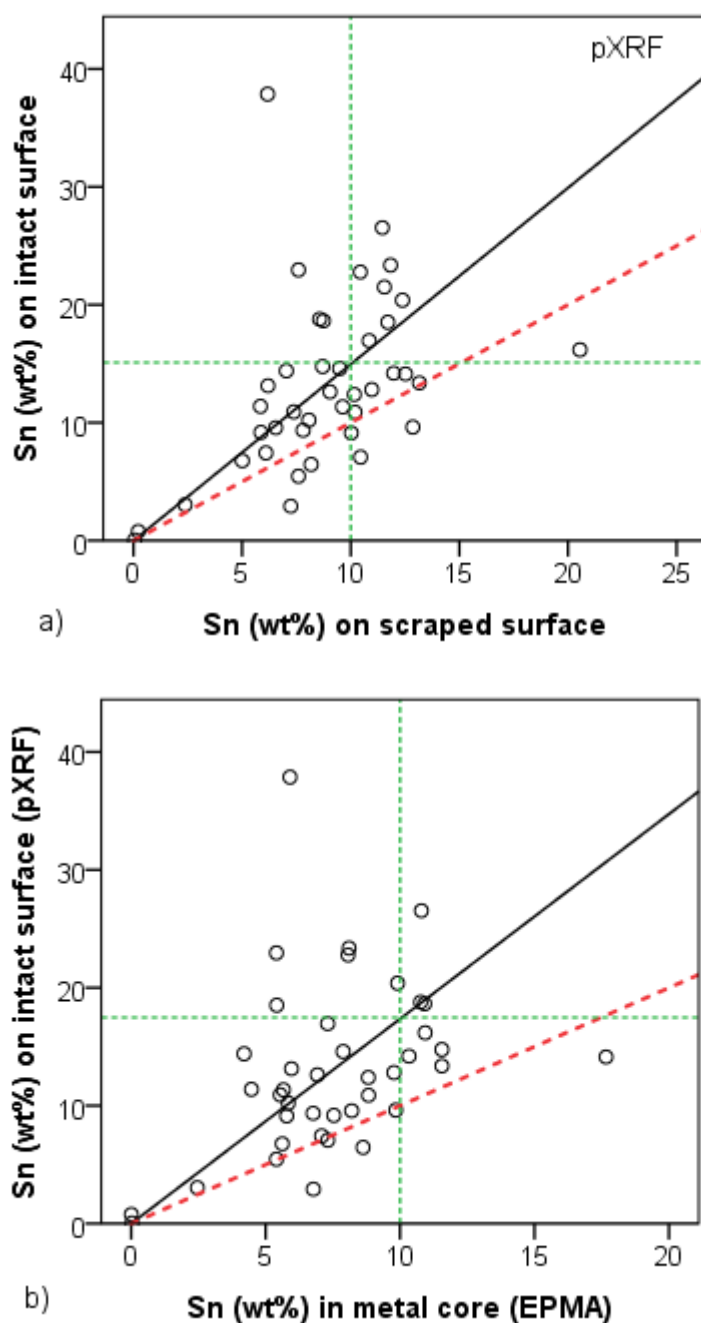 pXRF
40
30
20
10
0
0 5 10 15 20 25
Sn (wt%) on intact surface
a) Sn (wt%) on scraped surface
40
30
20
10
0
0 5 10 15 20
Sn (wt%) on intact surface (pXRF)
b) Sn (wt%) in metal core (EPMA)